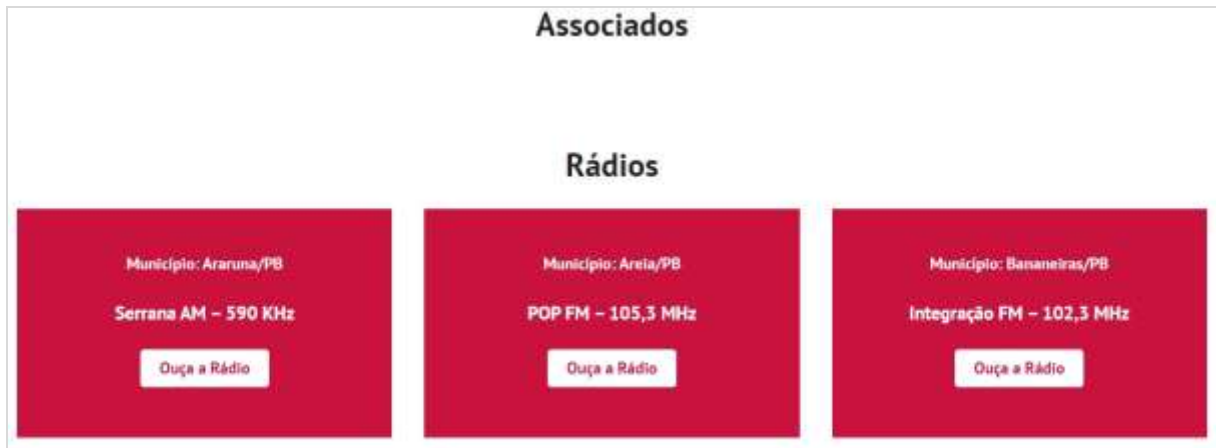 Associados
Rádios
Município: Araruna/PB
Serrana AM – 590 KHz
Ouça a Rádio
Município: Areia/PB
POP FM – 105,3 MHz
Ouça a Rádio
Município: Bananeiras/PB
Integração FM – 102,3 MHz
Ouça a Rádio